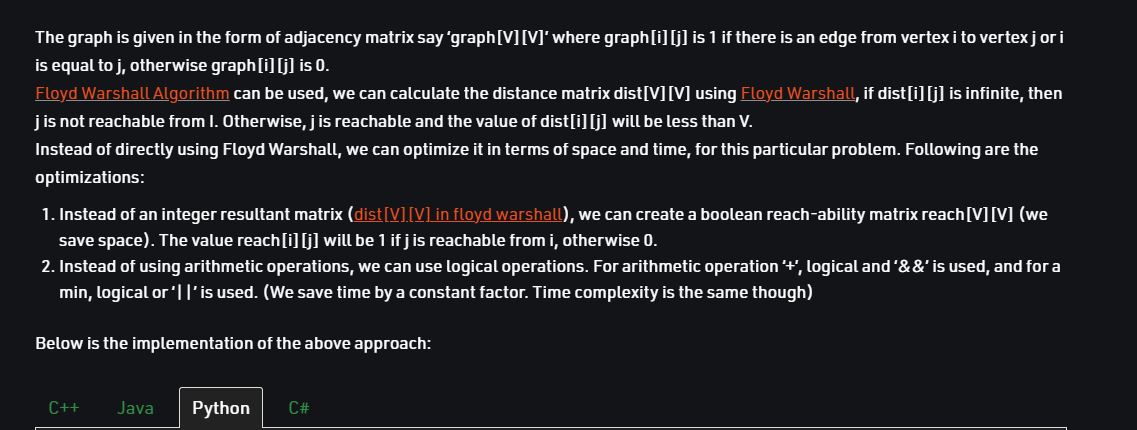 The graph is given in the form of adjacency matrix say ‘graph[V][V]’ where graph[i][j] is 1 if there is an edge from vertex i to vertex j or i
is equal to j, otherwise graph[i][j] is 0.
Floyd Warshall Algorithm can be used, we can calculate the distance matrix dist[V][V] using Floyd Warshall, if dist[i][j] is infinite, then
j is not reachable from I. Otherwise, j is reachable and the value of dist[i][j] will be less than V.
Instead of directly using Floyd Warshall, we can optimize it in terms of space and time, for this particular problem. Following are the
optimizations:
1. Instead of an integer resultant matrix (dist[V][V] in floyd warshall), we can create a boolean reach-ability matrix reach[V][V] (we
save space). The value reach[i][j] will be 1 if j is reachable from i, otherwise 0.
2. Instead of using arithmetic operations, we can use logical operations. For arithmetic operation ‘+’, logical and ‘&&’ is used, and for a
min, logical or ‘||’ is used. (We save time by a constant factor. Time complexity is the same though)
Below is the implementation of the above approach:
C++ Java Python C#